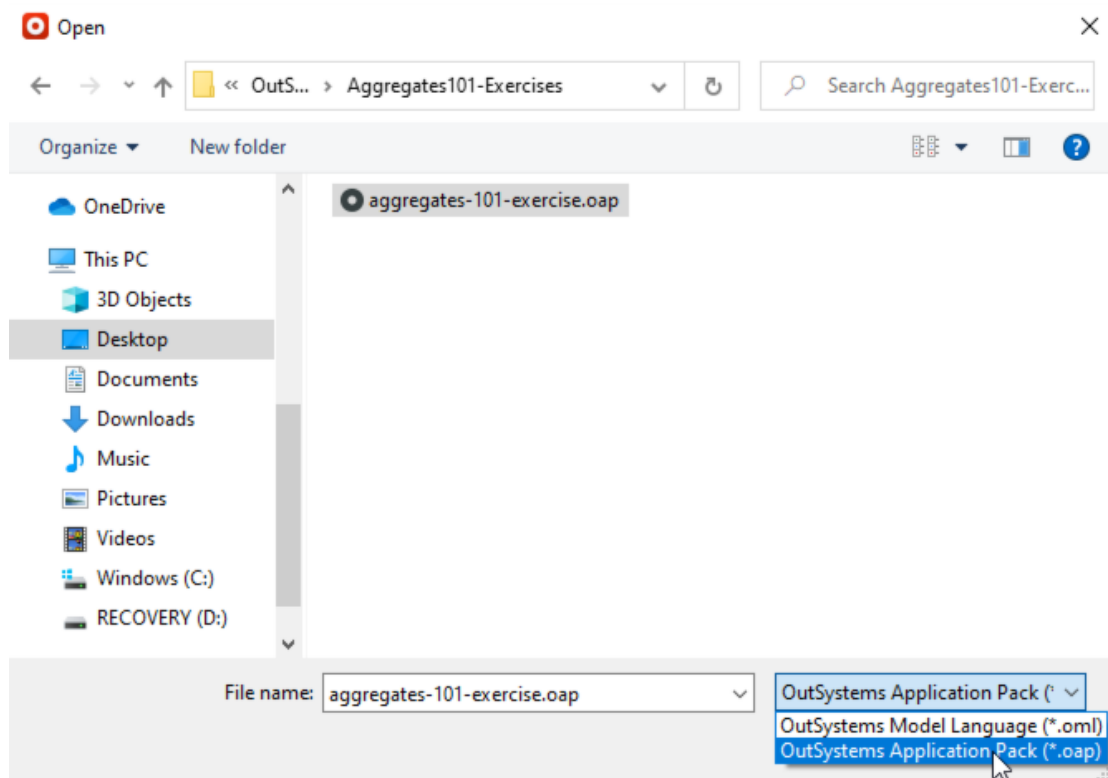 Open
« OutS... › Aggregates101-Exercises
Search Aggregates101-Exerc...
Organize
New folder
?
OneDrive
aggregates-101-exercise.oap
This PC
3D Objects
Desktop
Documents
Downloads
Music
Pictures
Videos
Windows (C:)
RECOVERY (D:)
File name: aggregates-101-exercise.oap
OutSystems Application Pack (*
OutSystems Model Language (*.oml)
OutSystems Application Pack (*.oap)